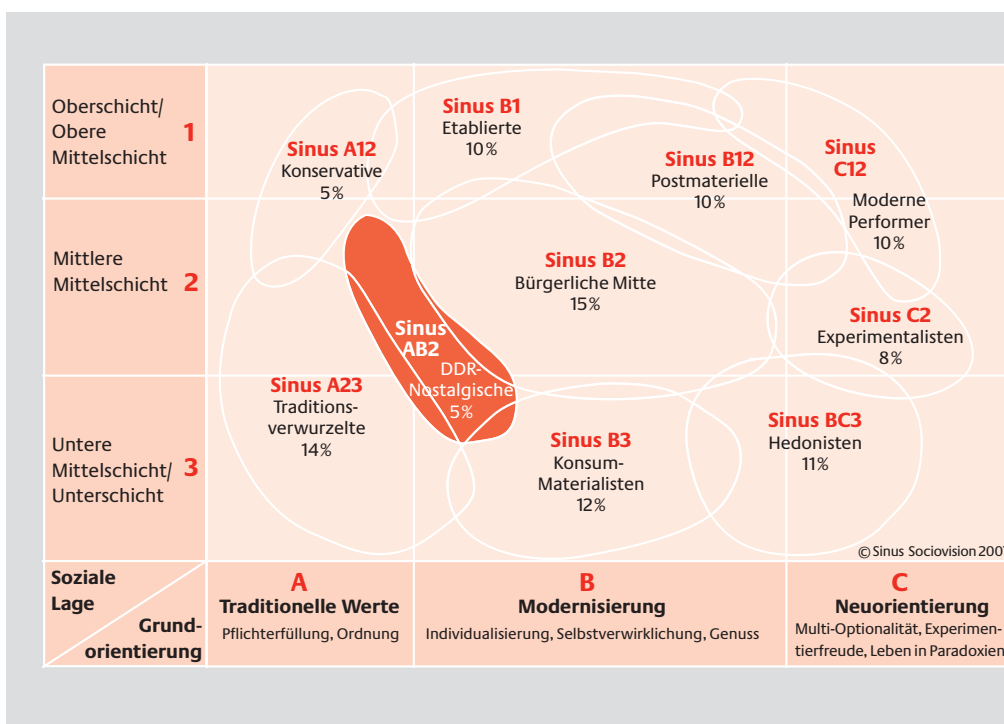 Oberschicht/
Obere
Mittelschicht
1
Sinus A12
Konservative
5%
Sinus B1
Etablierte
10%
Sinus B12
Postmaterielle
10%
Sinus
C12
Moderne
Performer
10%
Mittlere
Mittelschicht
2
Sinus
AB2
DDR-
Nostalgische
5%
Sinus B2
Bürgerliche Mitte
15%
Sinus C2
Experimentalisten
8%
Untere
Mittelschicht/
Unterschicht
3
Sinus A23
Traditions-
verwurzelte
14%
Sinus B3
Konsum-
Materialisten
12%
Sinus BC3
Hedonisten
11%
© Sinus Sociovision 2007
Soziale
Lage
Grund-
orientierung
A
Traditionelle Werte
Pflichterfüllung, Ordnung
B
Modernisierung
Individualisierung, Selbstverwirklichung, Genuss
C
Neuorientierung
Multi-Optionalität, Experimen-
tierfreude, Leben in Paradoxien